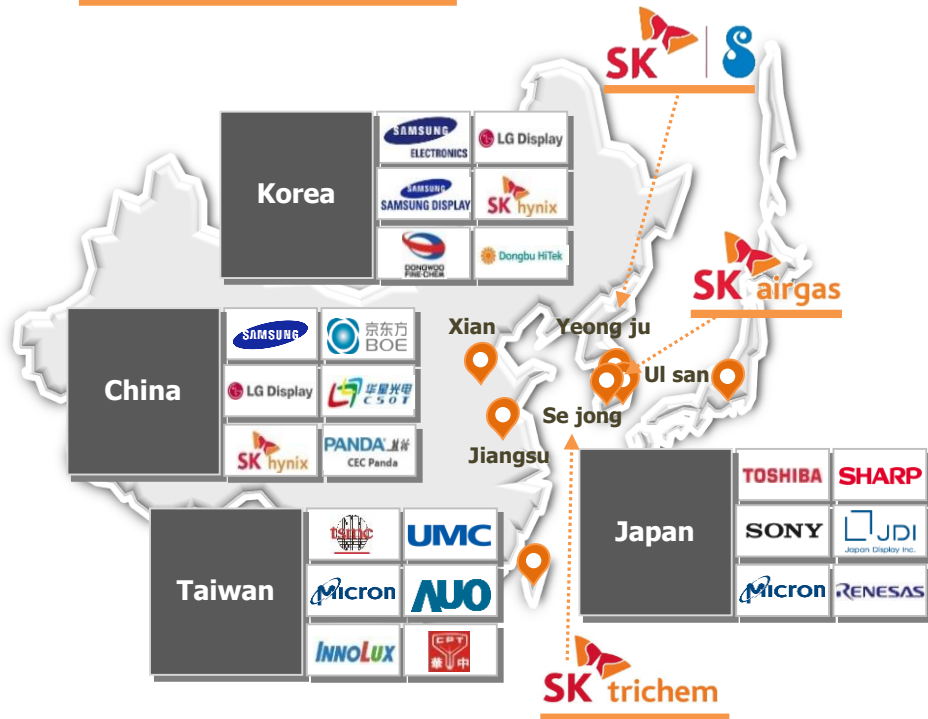 SK | S
Korea
SAMSUNG
ELECTRONICS
LG Display
SAMSUNG
SAMSUNG DISPLAY
SK hynix
DONGWOO
FINE-CHEM
Dongbu HiTek
SK airgas
Xian
Yeong ju
Ul san
Se jong
Jiangsu
China
SAMSUNG
京东方
BOE
LG Display
华星光电
CSOT
SK hynix
PANDA
CEC Panda
Taiwan
tsmc
UMC
Micron
AUO
INNOLUX
CPT
華中
Japan
TOSHIBA
SHARP
SONY
JDI
Japan Display Inc.
Micron
RENESAS
SK trichem